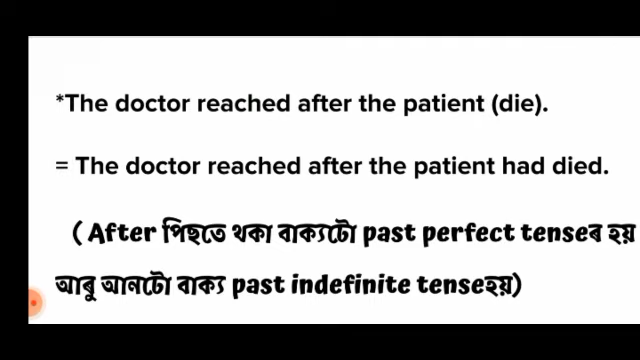 *The doctor reached after the patient (die).
= The doctor reached after the patient had died.
( After পিছতে থকা বাক্যটো past perfect tenseৰ হয়
আৰু আনটো বাক্য past indefinite tenseহয়)